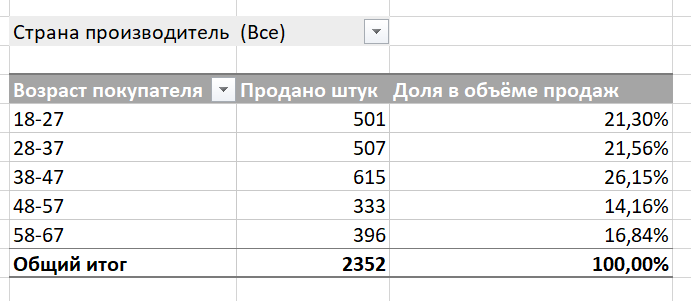 Страна производитель (Все)
Возраст покупателя Продано штук Доля в объёме продаж
18-27 501 21,30%
28-37 507 21,56%
38-47 615 26,15%
48-57 333 14,16%
58-67 396 16,84%
Общий итог 2352 100,00%